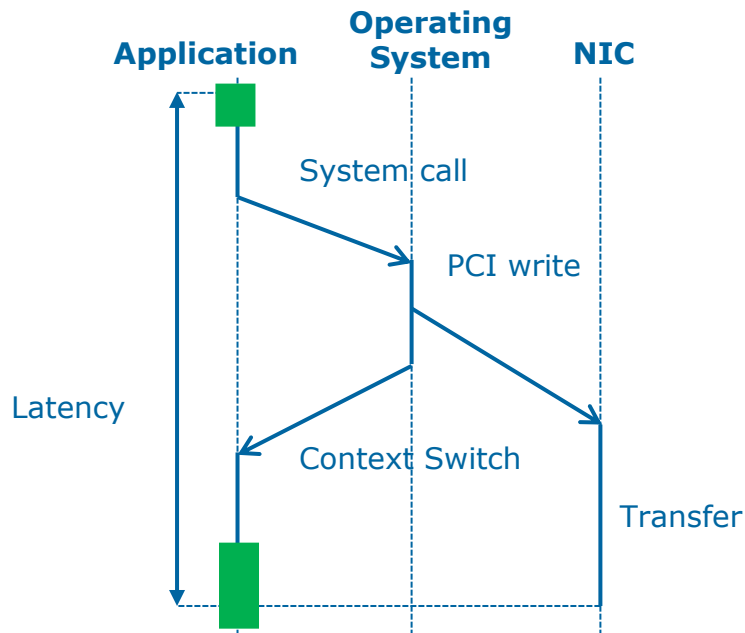 Application
Operating
System
NIC
System call
PCI write
Latency
Context Switch
Transfer